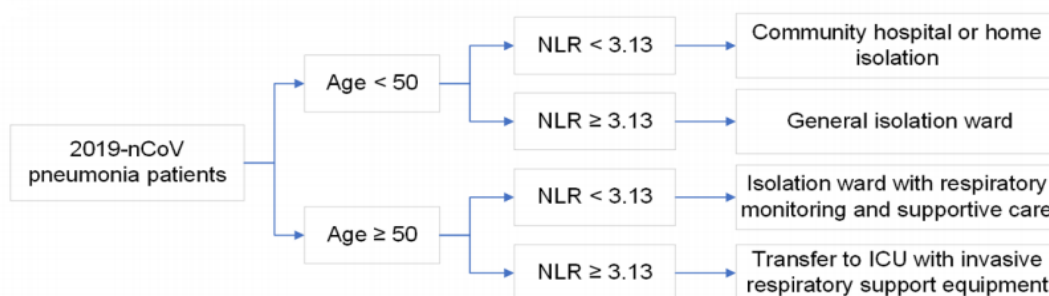 2019-nCoV
pneumonia patients
Age < 50
NLR < 3.13
Community hospital or home
isolation
NLR ≥ 3.13
General isolation ward
Age ≥ 50
NLR < 3.13
Isolation ward with respiratory
monitoring and supportive care
NLR ≥ 3.13
Transfer to ICU with invasive
respiratory support equipment